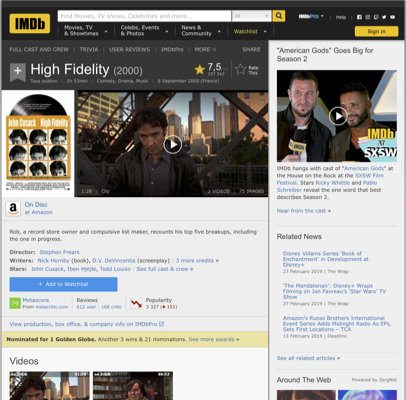 IMDb
Find Movies, TV shows, Celebrities and more...
All
IMDbPro
Help
Movies, TV
& Showtimes
Celebs, Events
& Photos
News &
Community
Watchlist
Sign in
FULL CAST AND CREW | TRIVIA | USER REVIEWS | IMDbPro | MORE
SHARE
High Fidelity (2000)
7,5
Rate
This
Tous publics | 1h 53min | Comedy, Drama, Music | 6 September 2000 (France)
John Cusack High Fidelity
1:28 | Clip
2 VIDEOS | 75 IMAGES
On Disc
at Amazon
Rob, a record store owner and compulsive list maker, recounts his top five breakups, including
the one in progress.
Director: Stephen Frears
Writers: Nick Hornby (book), D.V. DeVincentis (screenplay) | 3 more credits »
Stars: John Cusack, Iben Hjejle, Todd Louiso | See full cast & crew »
+ Add to Watchlist
79
Metascore
From metacritic.com
Reviews
612 user | 168 critic
Popularity
2 327 (151)
View production, box office, & company info on IMDbPro
Nominated for 1 Golden Globe. Another 3 wins & 21 nominations. See more awards »
Videos
"American Gods" Goes Big for
Season 2
IMDb
at
SXSW
IMDb hangs with cast of "American Gods"
at the House on the Rock at the SXSW Film
Festival. Stars Ricky Whittle and Pablo
Schreiber reveal the one word that best
describes Season 2.
Hear from the cast »
Related News
Disney Villains Series 'Book of
Enchantment' in Development at
Disney+
27 February 2019 | The Wrap
'The Mandalorian': Disney+ Wraps
Filming on Jon Favreau's 'Star Wars' TV
Show
27 February 2019 | The Wrap
Amazon's Russo Brothers International
Event Series Adds Midnight Radio As EPs,
Sets First Locations – TCA
13 February 2019 | Deadline
See all related articles »
Around The Web
Powered by ZergNet